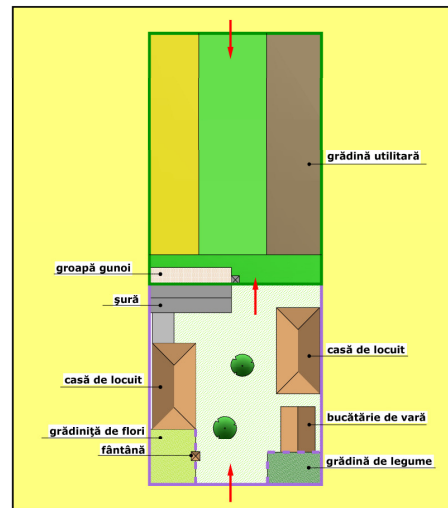 grădină utilitară
groapă gunoi
şură
casă de locuit
casă de locuit
bucătărie de vară
grădiniţă de flori
fântână
grădină de legume